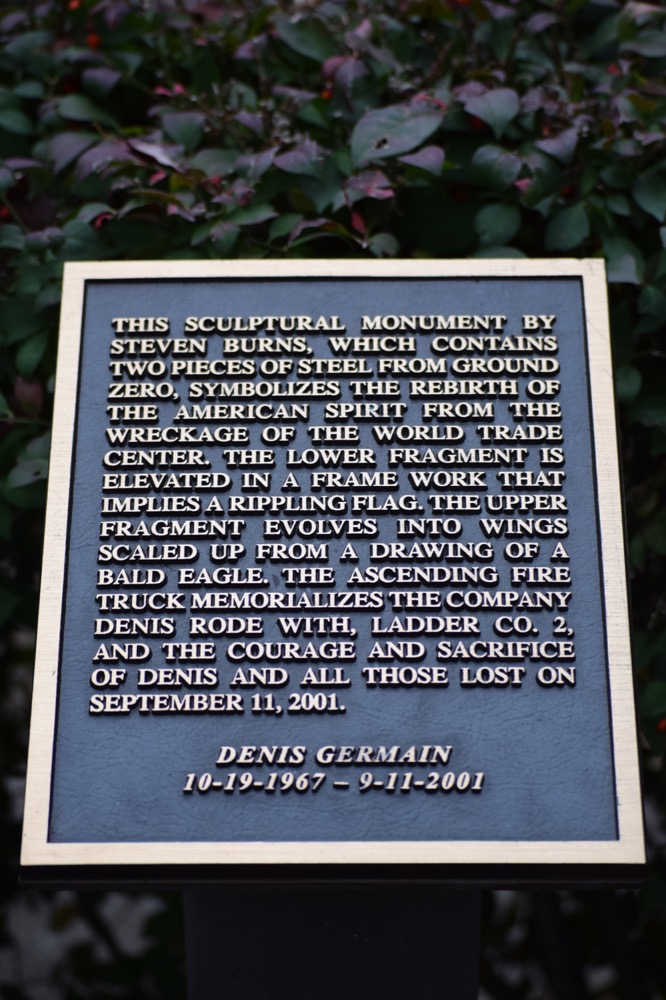 THIS SCULPTURAL MONUMENT BY
STEVEN BURNS, WHICH CONTAINS
TWO PIECES OF STEEL FROM GROUND
ZERO, SYMBOLIZES THE REBIRTH OF
THE AMERICAN SPIRIT FROM THE
WRECKAGE OF THE WORLD TRADE
CENTER. THE LOWER FRAGMENT IS
ELEVATED IN A FRAME WORK THAT
IMPLIES A RIPPLING FLAG. THE UPPER
FRAGMENT EVOLVES INTO WINGS
SCALED UP FROM A DRAWING OF A
BALD EAGLE. THE ASCENDING FIRE
TRUCK MEMORIALIZES THE COMPANY
DENIS RODE WITH, LADDER CO. 2,
AND THE COURAGE AND SACRIFICE
OF DENIS AND ALL THOSE LOST ON
SEPTEMBER 11, 2001.
DENIS GERMAIN
10-19-1967 – 9-11-2001